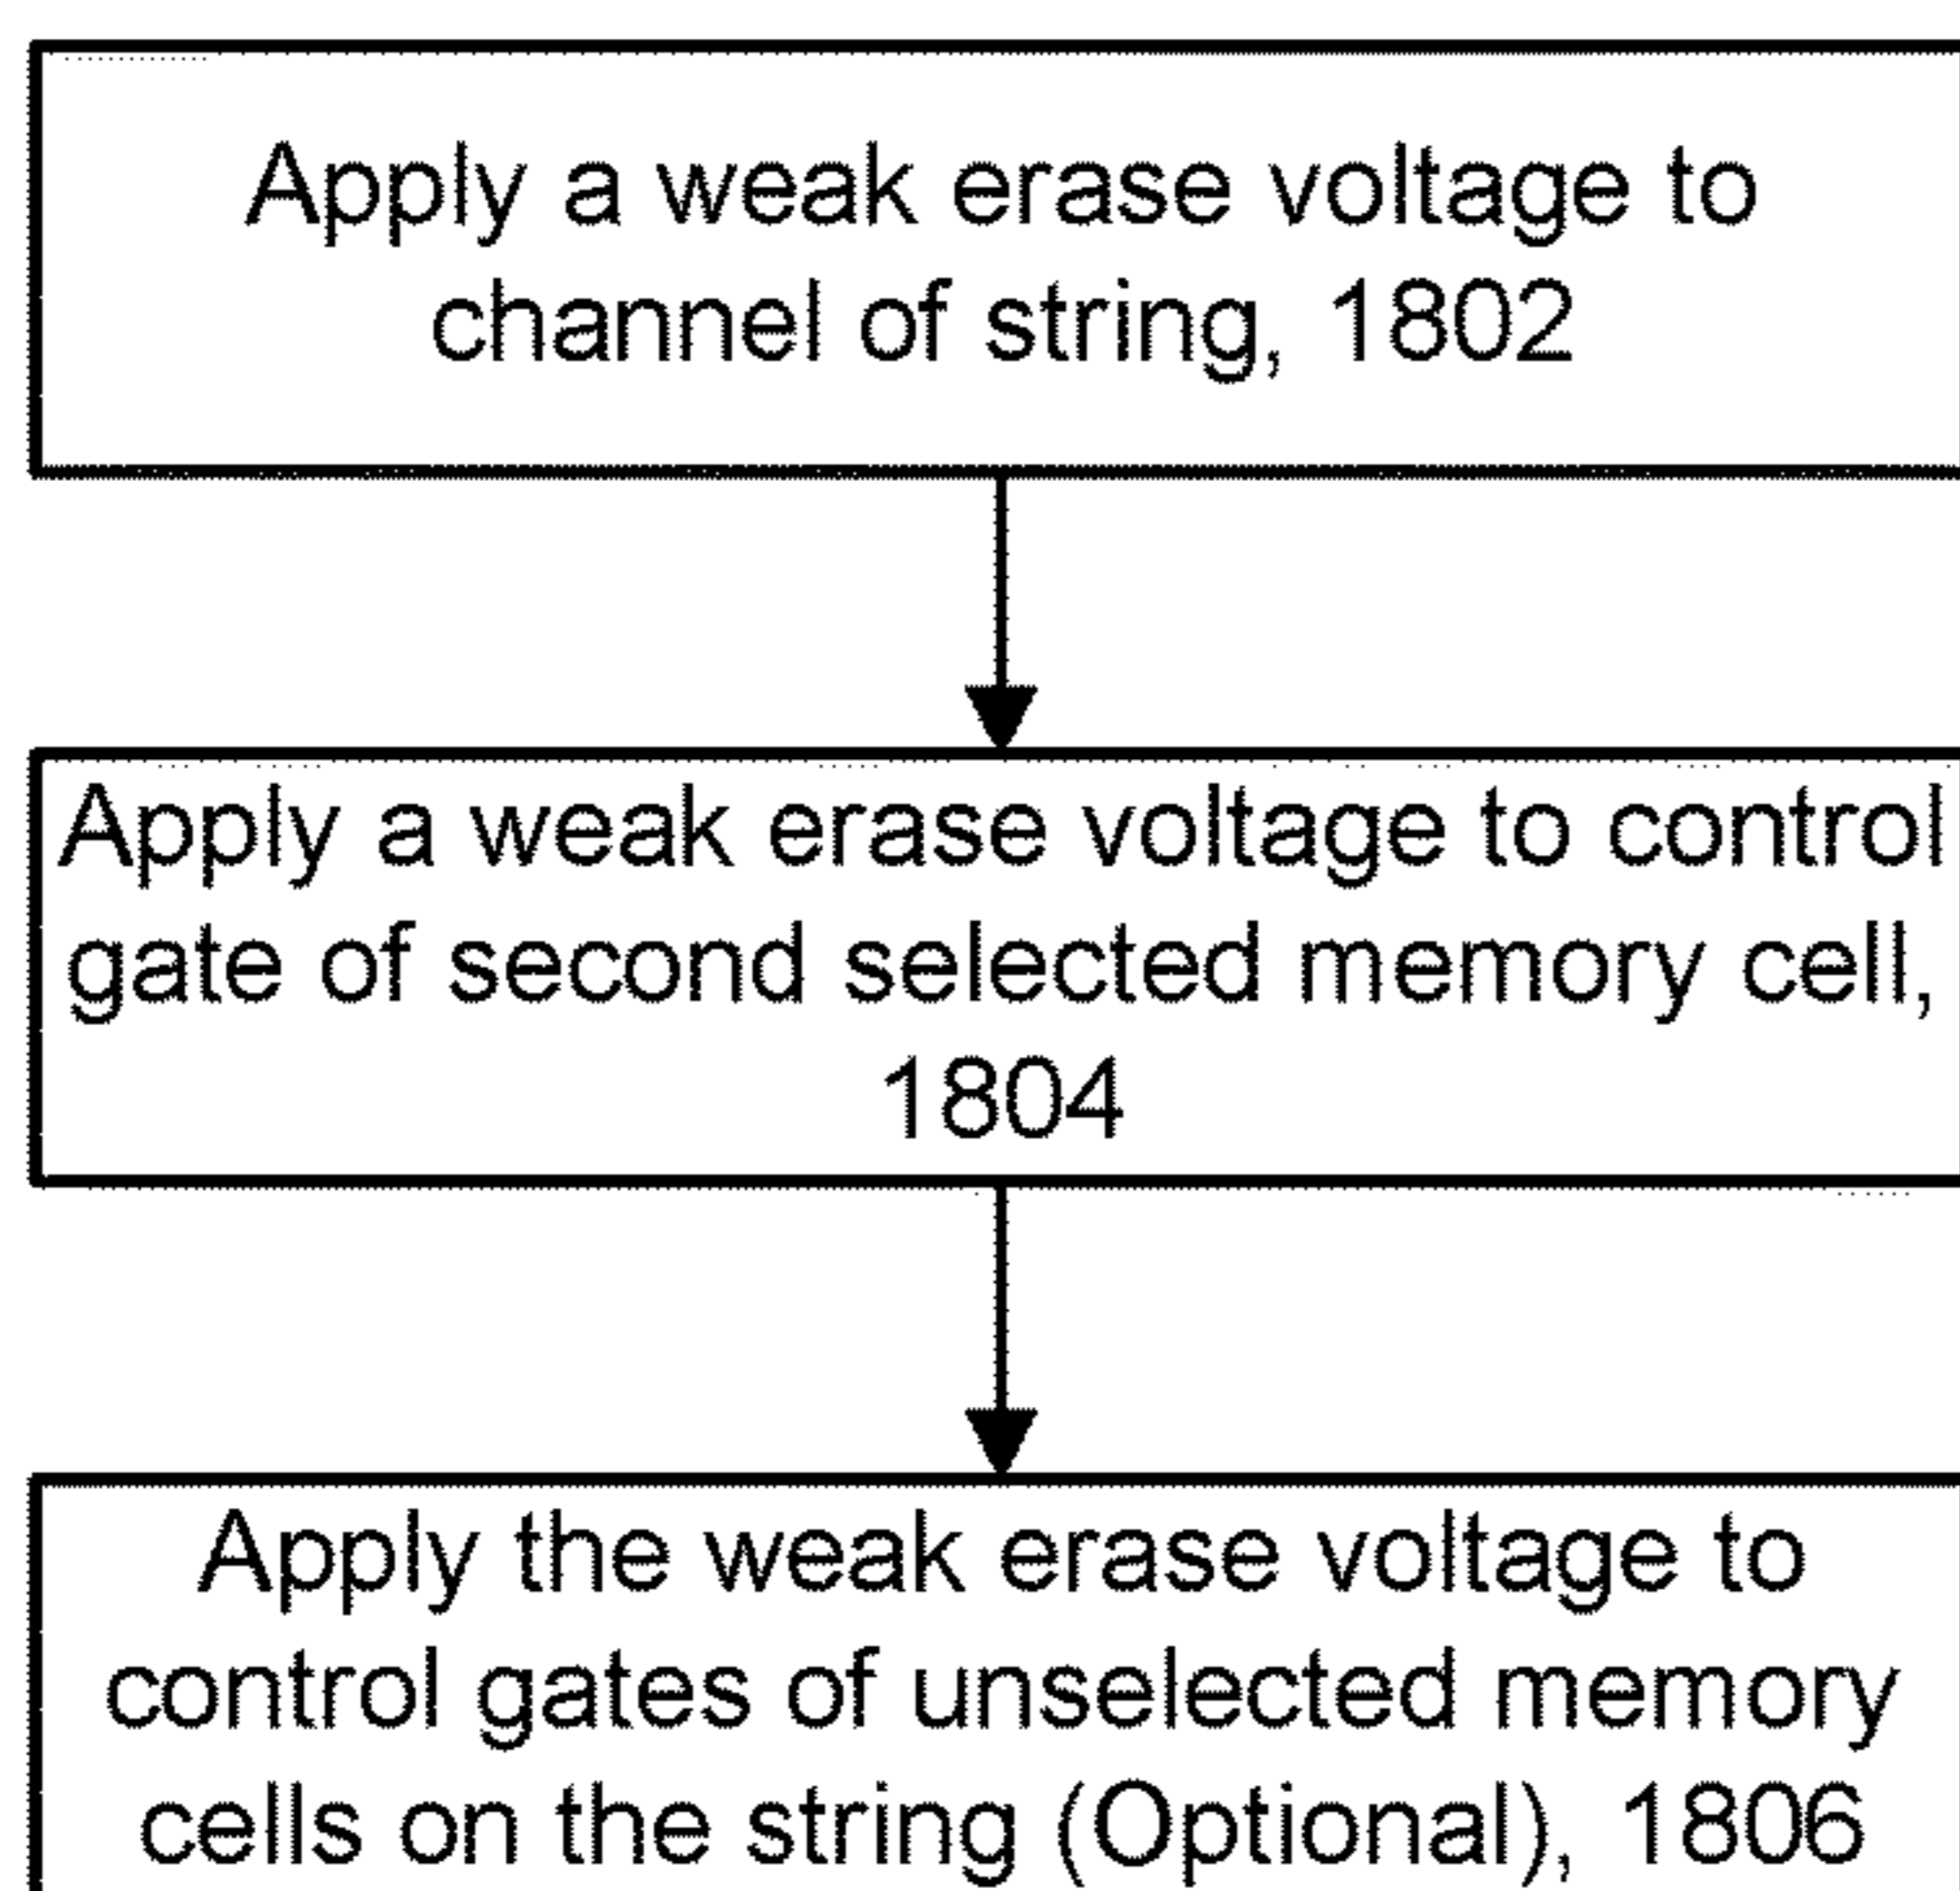 Apply a weak erase voltage to
channel of string, 1802
Apply a weak erase voltage to control
gate of second selected memory cell,
1804
Apply the weak erase voltage to
control gates of unselected memory
cells on the string (Optional), 1806